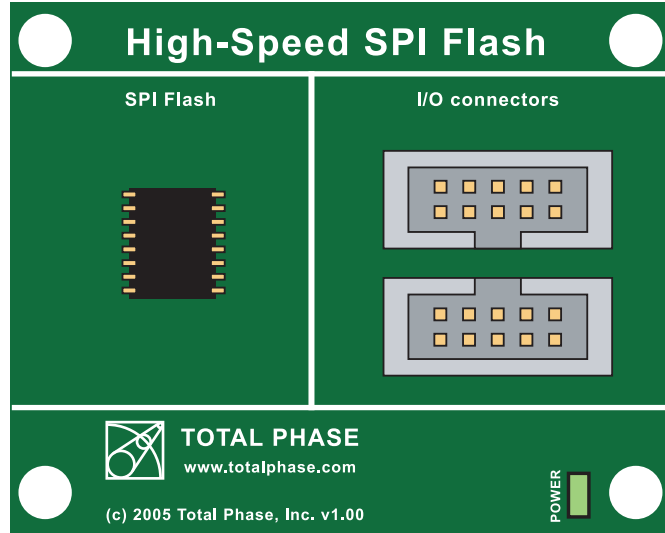 High-Speed SPI Flash
SPI Flash
I/O connectors
TOTAL PHASE
www.totalphase.com
(c) 2005 Total Phase, Inc. v1.00
POWER